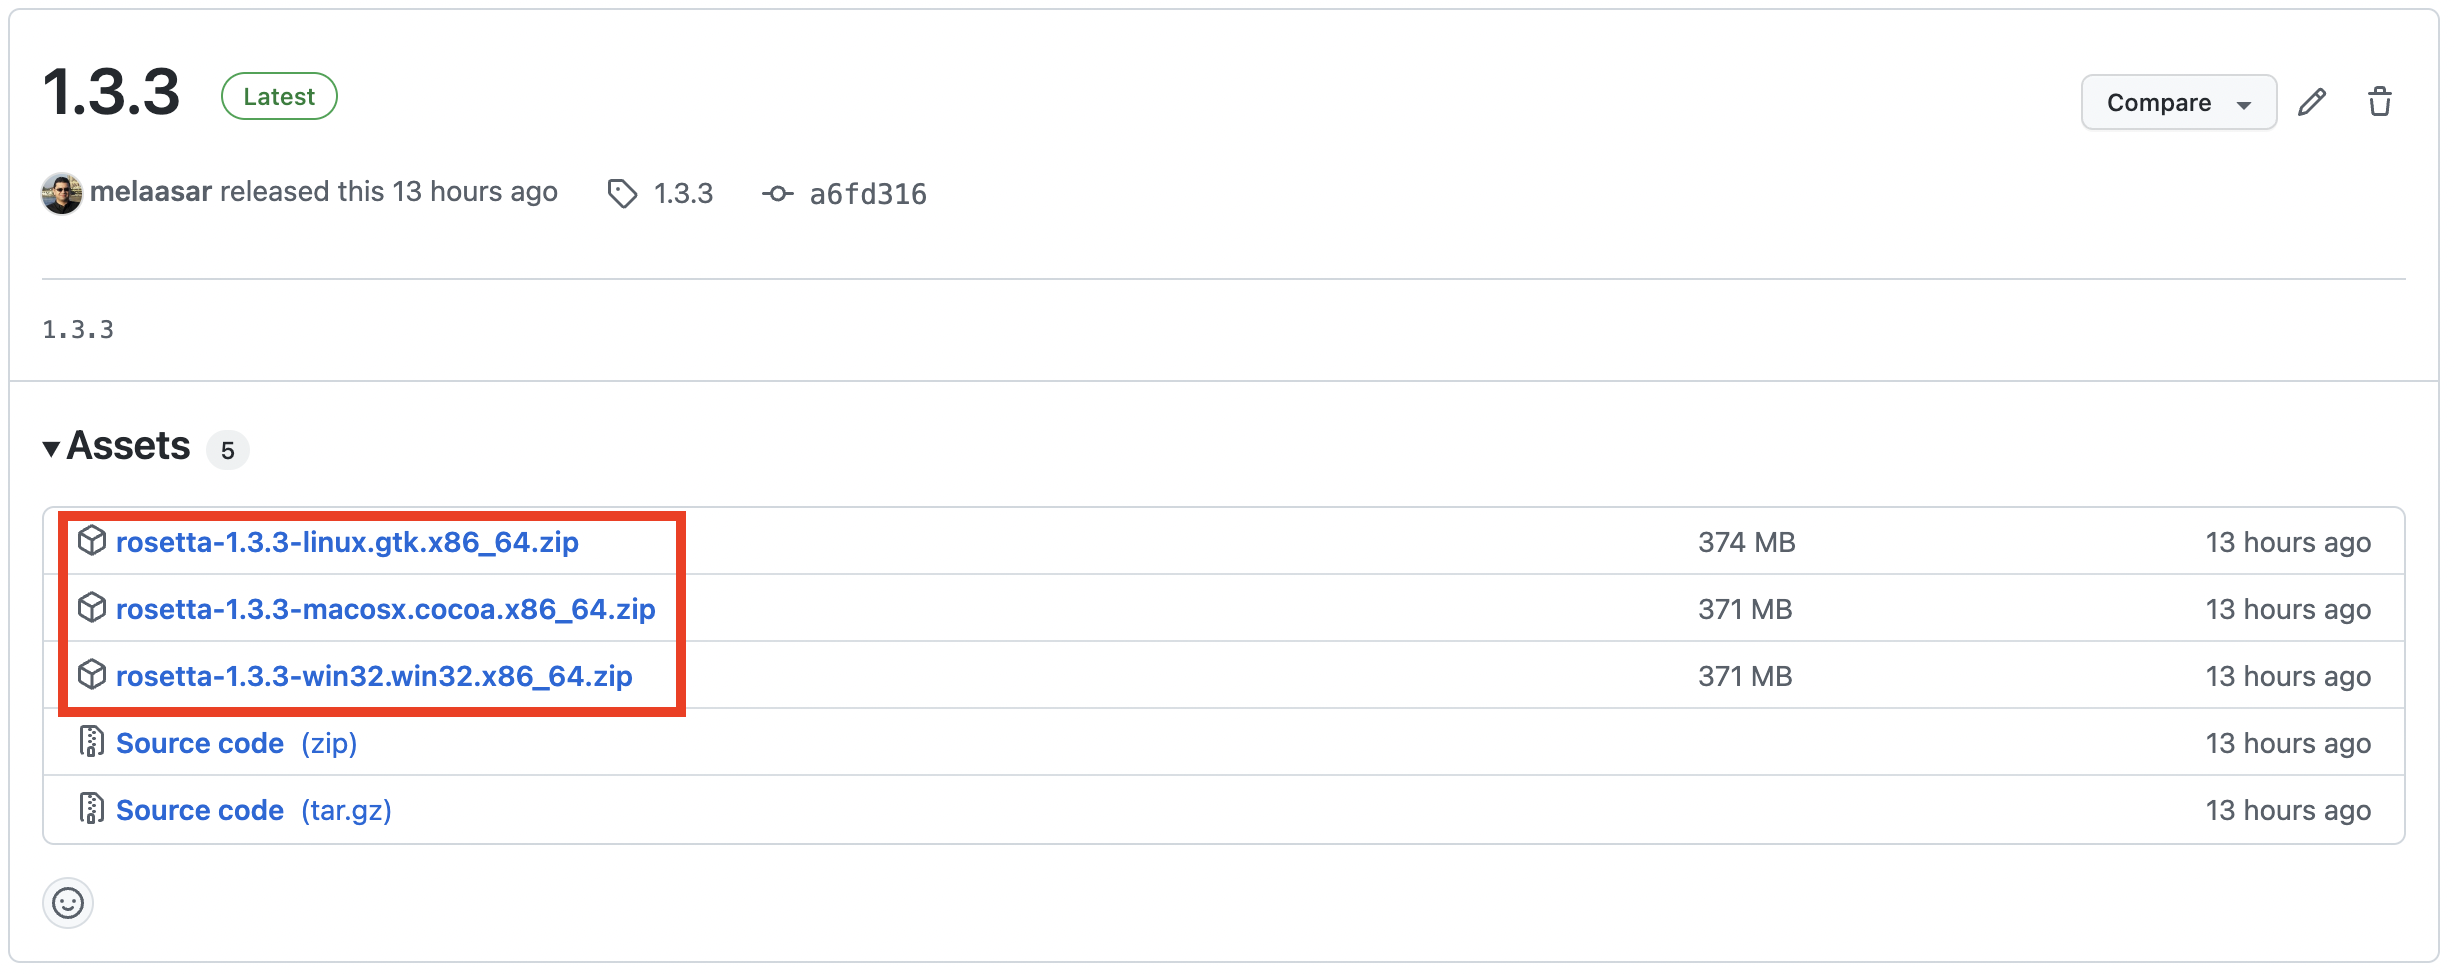 1.3.3 Latest Compare
melaasar released this 13 hours ago 1.3.3 a6fd316
1.3.3
Assets 5
rosetta-1.3.3-linux.gtk.x86_64.zip 374 MB 13 hours ago
rosetta-1.3.3-macosx.cocoa.x86_64.zip 371 MB 13 hours ago
rosetta-1.3.3-win32.win32.x86_64.zip 371 MB 13 hours ago
Source code (zip) 13 hours ago
Source code (tar.gz) 13 hours ago